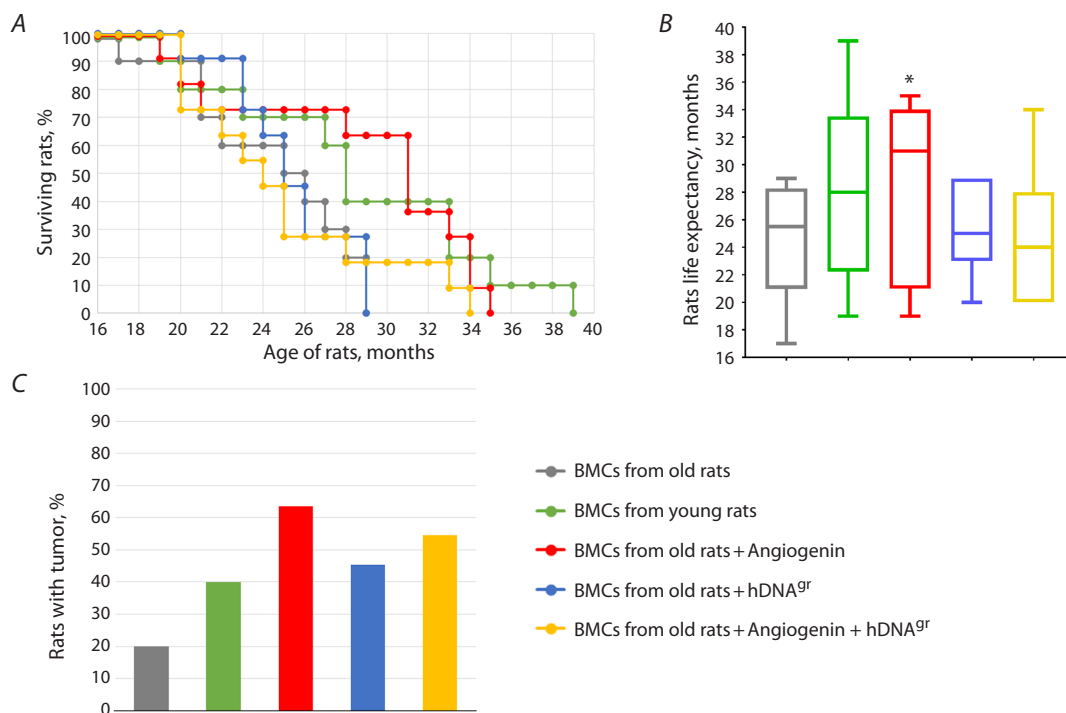 A
100
90
80
70
60
50
40
30
20
10
0
Surviving rats, %
16 18 20 22 24 26 28 30 32 34 36 38 40
Age of rats, months
B
40
38
36
34
32
30
28
26
24
22
20
18
16
Rats life expectancy, months
*
C
100
90
80
70
60
50
40
30
20
10
0
Rats with tumor, %
BMCs from old rats
BMCs from young rats
BMCs from old rats + Angiogenin
BMCs from old rats + hDNAgr
BMCs from old rats + Angiogenin + hDNAgr